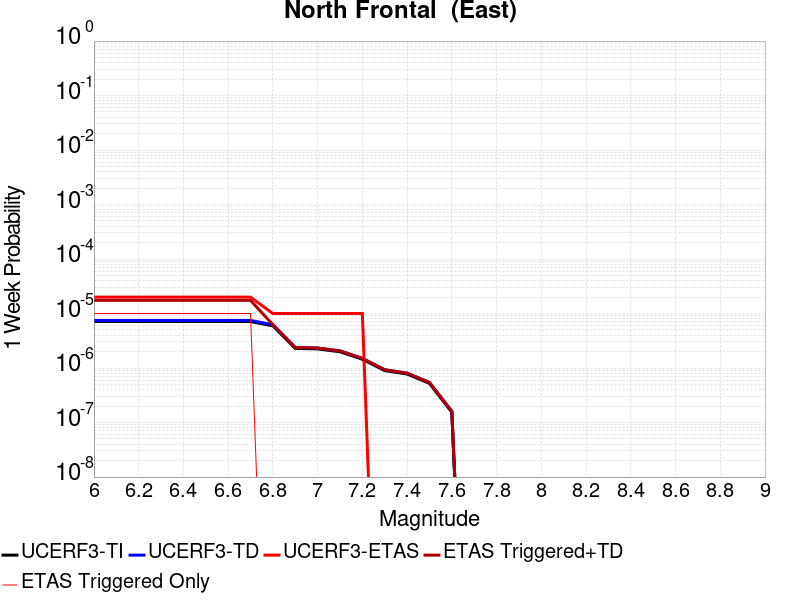 North Frontal  (East)
10^0
10^-1
10^-2
10^-3
10^-4
10^-5
10^-6
10^-7
10^-8
1 Week Probability
6 6.2 6.4 6.6 6.8 7 7.2 7.4 7.6 7.8 8 8.2 8.4 8.6 8.8 9
Magnitude
UCERF3-TI UCERF3-TD UCERF3-ETAS ETAS Triggered+TD
ETAS Triggered Only